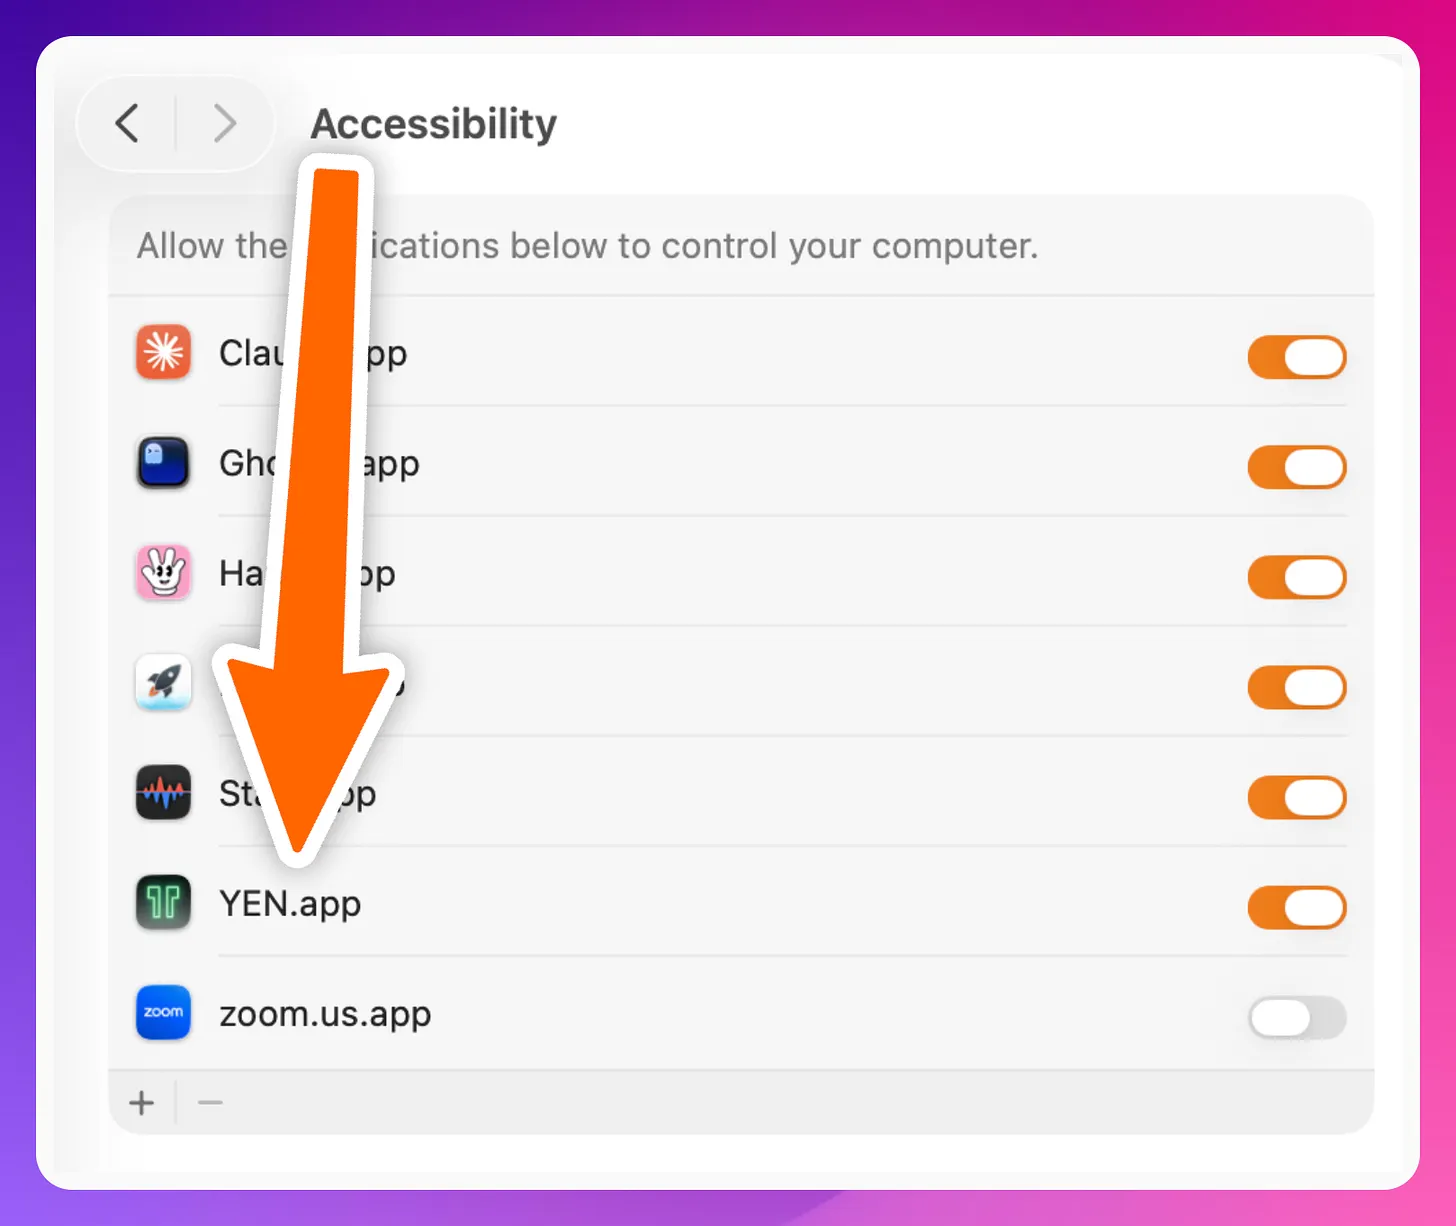 Accessibility
Allow the ications below to control your computer.
Clau pp
Gho app
Ha pp
St pp
YEN.app
zoom
zoom.us.app